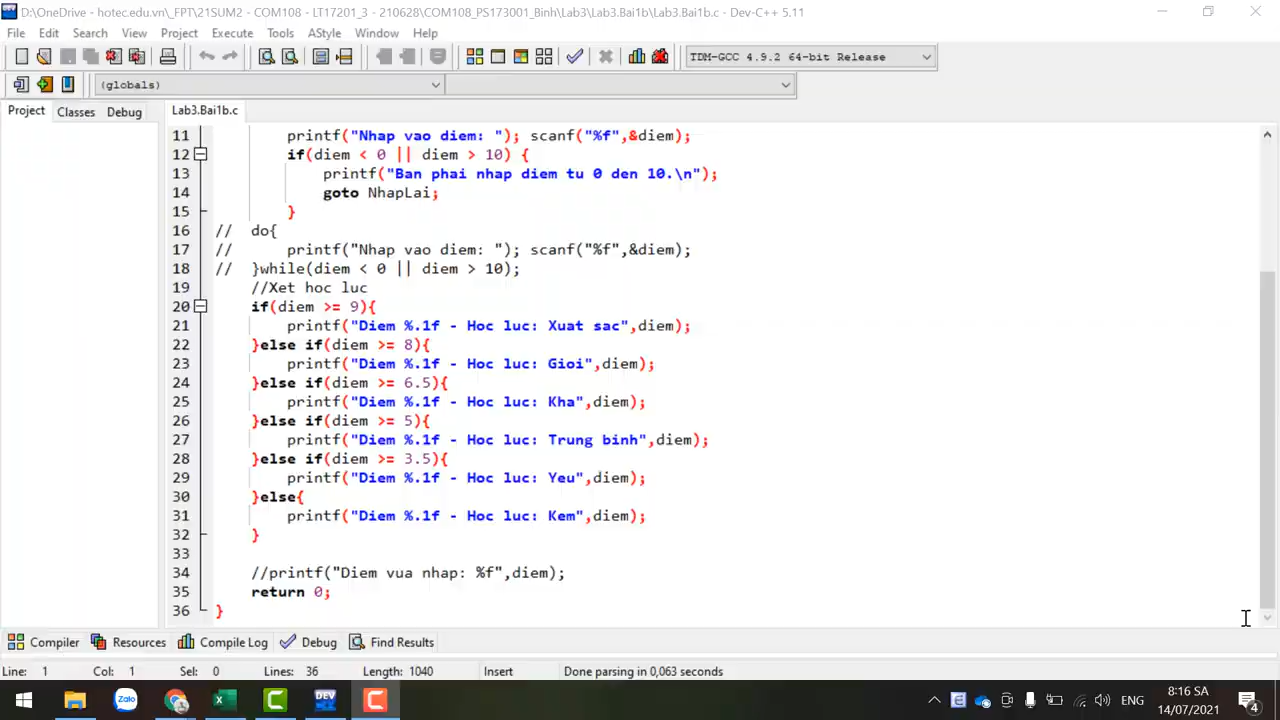 D:\OneDrive - hotec.edu.vn\_FPT\21SUM2 - COM108 - LT17201_3 - 210628\COM108_PS173001_Binh\Lab3\Lab3.Bai1b\Lab3.Bai1b.c - Dev-C++ 5.11
File Edit Search View Project Execute Tools AStyle Window Help
TDM-GCC 4.9.2 64-bit Release
(globals)
Project Classes Debug Lab3.Bai1b.c
11 printf("Nhap vao diem: "); scanf("%f",&diem);
12 if(diem < 0 || diem > 10) {
13 printf("Ban phai nhap diem tu 0 den 10.\n");
14 goto NhapLai;
15 }
16 // do{
17 // printf("Nhap vao diem: "); scanf("%f",&diem);
18 // }while(diem < 0 || diem > 10);
19 //Xet hoc luc
20 if(diem >= 9){
21 printf("Diem %.1f - Hoc luc: Xuat sac",diem);
22 }else if(diem >= 8){
23 printf("Diem %.1f - Hoc luc: Gioi",diem);
24 }else if(diem >= 6.5){
25 printf("Diem %.1f - Hoc luc: Kha",diem);
26 }else if(diem >= 5){
27 printf("Diem %.1f - Hoc luc: Trung binh",diem);
28 }else if(diem >= 3.5){
29 printf("Diem %.1f - Hoc luc: Yeu",diem);
30 }else{
31 printf("Diem %.1f - Hoc luc: Kem",diem);
32 }
33
34 //printf("Diem vua nhap: %f",diem);
35 return 0;
36 }
Compiler Resources Compile Log Debug Find Results
Line: 1 Col: 1 Sel: 0 Lines: 36 Length: 1040 Insert Done parsing in 0,063 seconds
Zalo DEV ENG 8:16 SA
14/07/2021 4